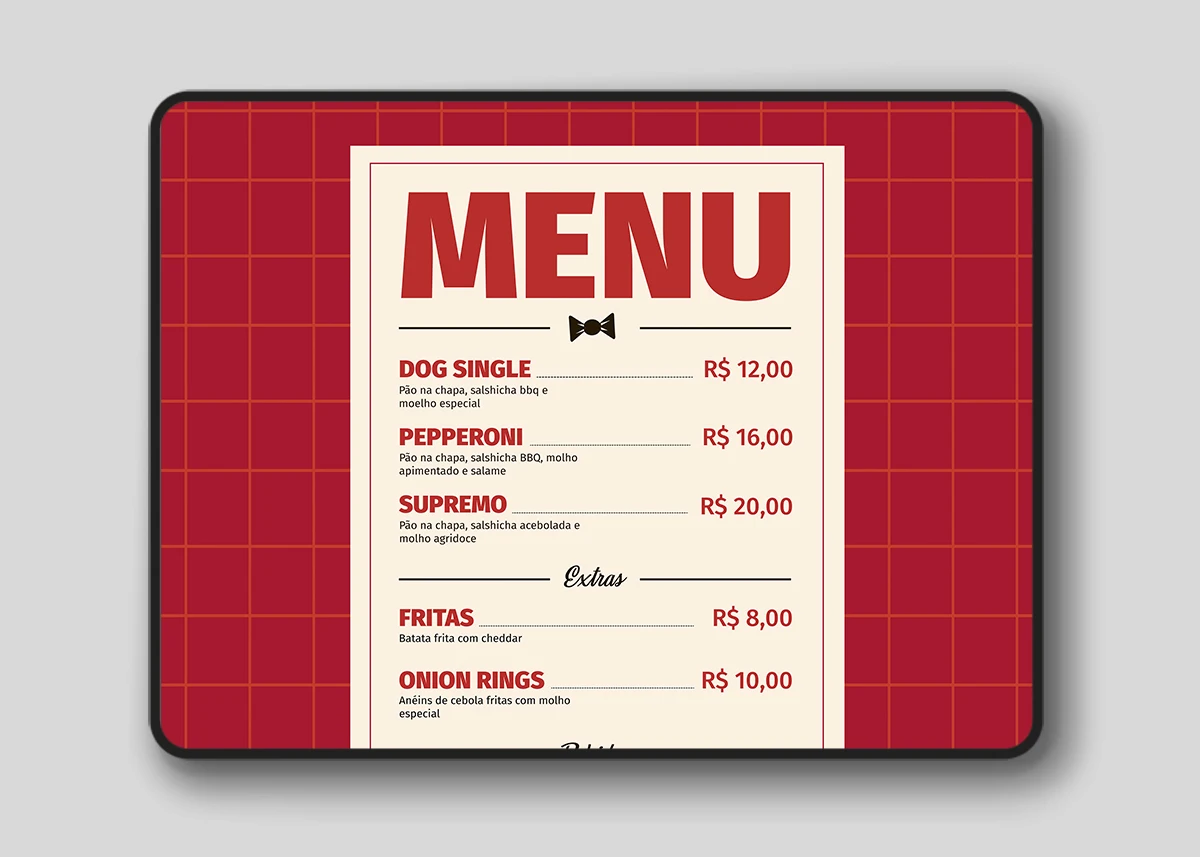 MENU
DOG SINGLE R$ 12,00
Pão na chapa, salshicha bbq e
moelho especial
PEPPERONI R$ 16,00
Pão na chapa, salshicha BBQ, molho
apimentado e salame
SUPREMO R$ 20,00
Pão na chapa, salshicha acebolada e
molho agridoce
Extras
FRITAS R$ 8,00
Batata frita com cheddar
ONION RINGS R$ 10,00
Anéins de cebola fritas com molho
especial